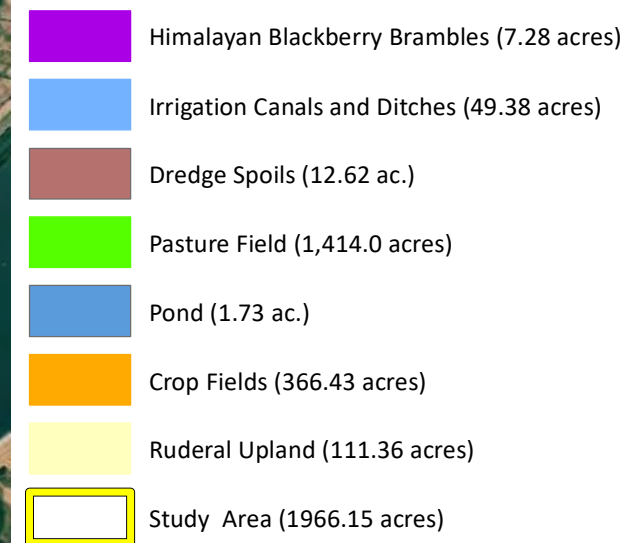 Himalayan Blackberry Brambles (7.28 acres)
Irrigation Canals and Ditches (49.38 acres)
Dredge Spoils (12.62 ac.)
Pasture Field (1,414.0 acres)
Pond (1.73 ac.)
Crop Fields (366.43 acres)
Ruderal Upland (111.36 acres)
Study  Area (1966.15 acres)